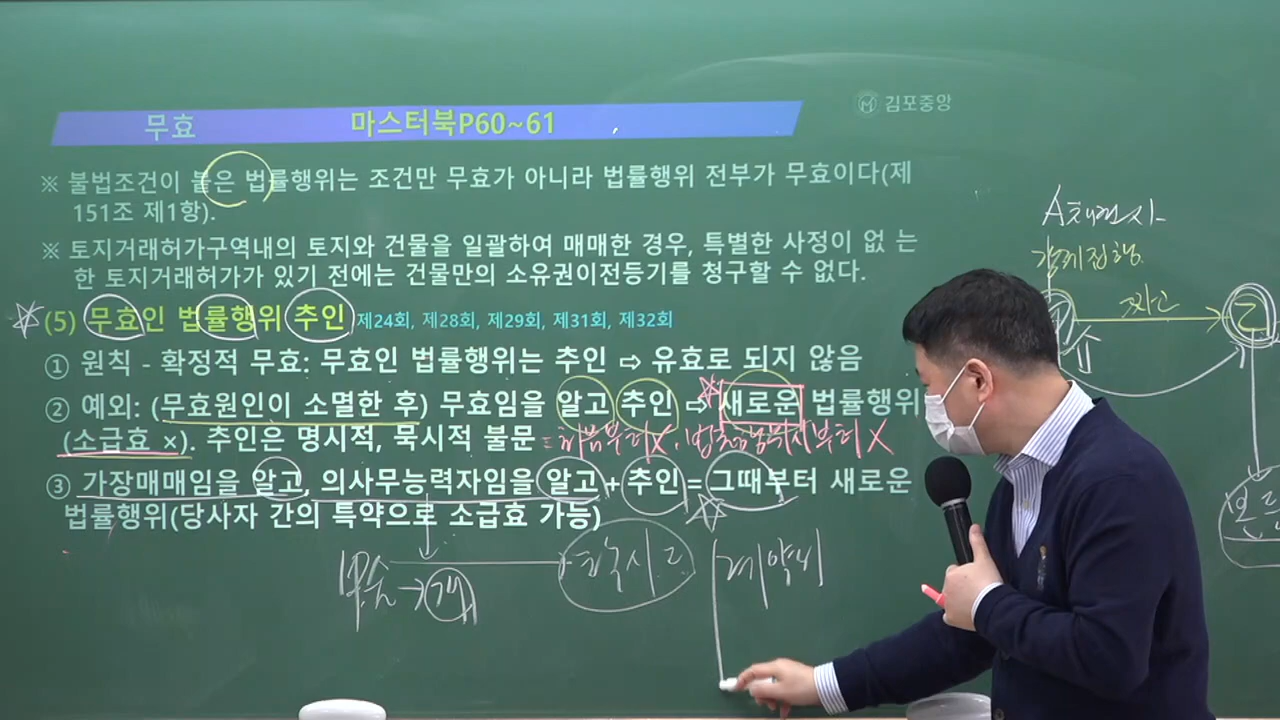 김포중앙
무효 마스터북P60~61
※ 불법조건이 붙은 법률행위는 조건만 무효가 아니라 법률행위 전부가 무효이다(제
151조 제1항).
※ 토지거래허가구역내의 토지와 건물을 일괄하여 매매한 경우, 특별한 사정이 없 는
한 토지거래허가가 있기 전에는 건물만의 소유권이전등기를 청구할 수 없다.
(5) 무효인 법률행위 추인 제24회, 제28회, 제29회, 제31회, 제32회
① 원칙 - 확정적 무효: 무효인 법률행위는 추인 ⇨ 유효로 되지 않음
② 예외: (무효원인이 소멸한 후) 무효임을 알고 추인 ⇨ 새로운 법률행위
(소급효 ×). 추인은 명시적, 묵시적 불문
③ 가장매매임을 알고, 의사무능력자임을 알고 + 추인 = 그때부터 새로운
법률행위(당사자 간의 특약으로 소급효 가능)
강제집행
乙